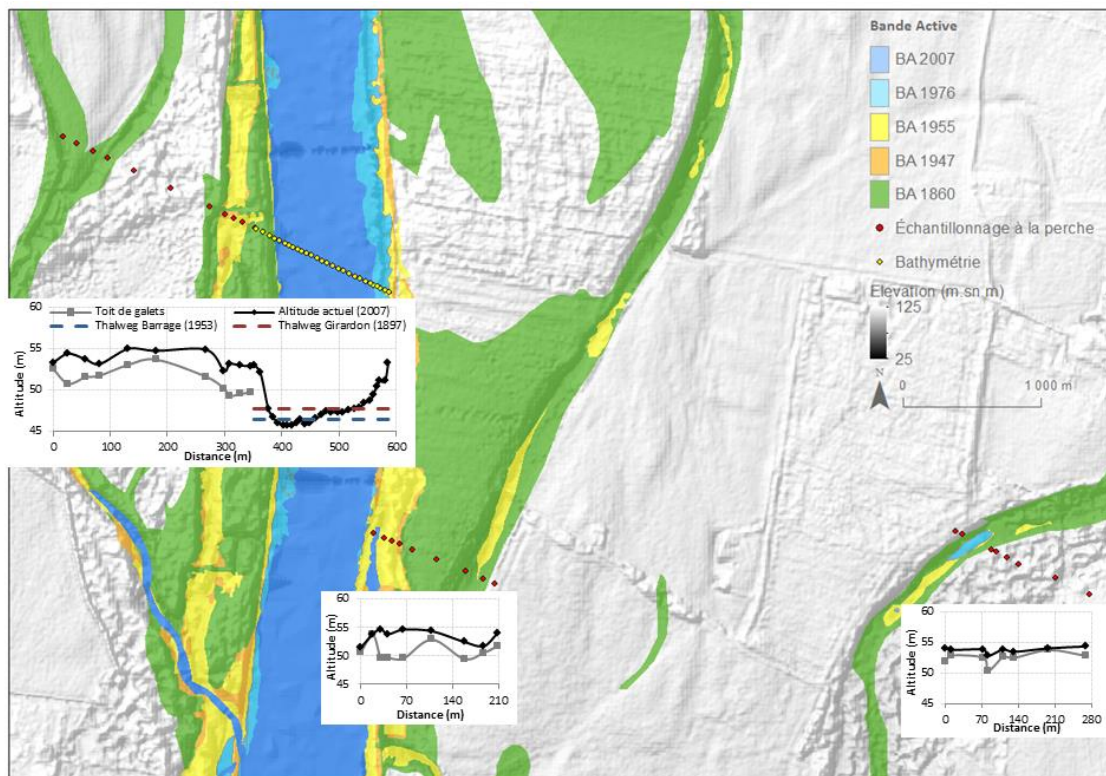 Bande Active
BA 2007
BA 1976
BA 1955
BA 1947
BA 1860
Échantillonnage à la perche
Bathymétrie
Elevation (m.sn.m)
125
25
N
0 1 000 m
Toit de galets Altitude actuel (2007)
Thalweg Barrage (1953) Thalweg Girardon (1897)
Altitude (m)
60
55
50
45
0 100 200 300 400 500 600
Distance (m)
Altitude (m)
60
55
50
45
0 70 140 210
Distance (m)
Altitude (m)
60
55
50
45
0 70 140 210 280
Distance (m)